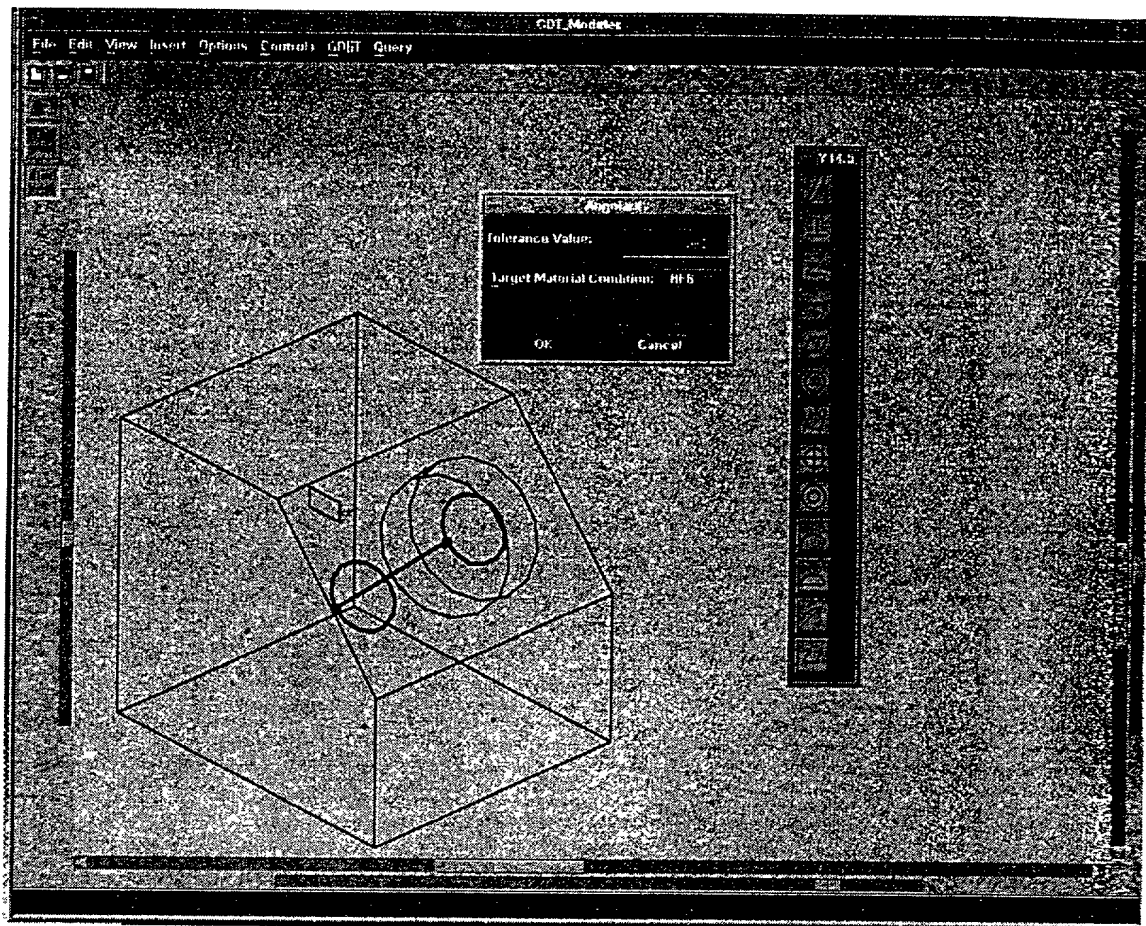 GDT_Modeler
File Edit View Insert Options Controls GD&T Query
Y14.5
Tolerance Value:
Target Material Condition: RFS
OK Cancel